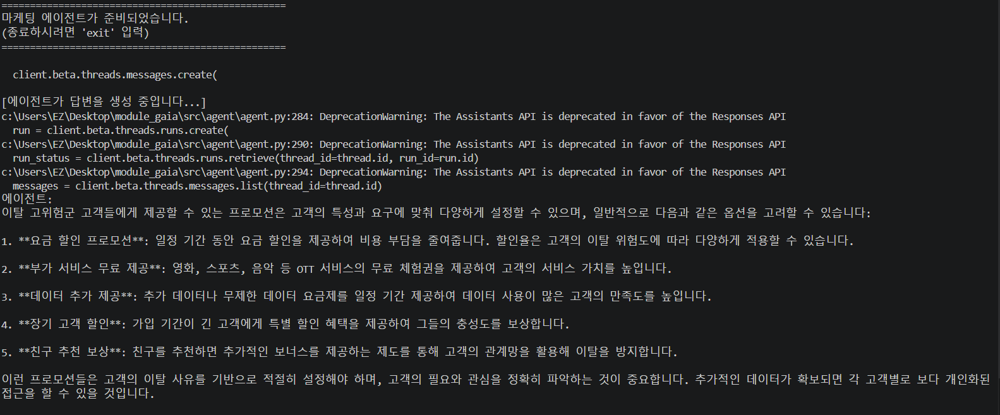 ==================================================
마케팅 에이전트가 준비되었습니다.
(종료하시려면 'exit' 입력)
==================================================
client.beta.threads.messages.create(
[에이전트가 답변을 생성 중입니다...]
c:\Users\EZ\Desktop\module_gaia\src\agent\agent.py:284: DeprecationWarning: The Assistants API is deprecated in favor of the Responses API
run = client.beta.threads.runs.create(
c:\Users\EZ\Desktop\module_gaia\src\agent\agent.py:290: DeprecationWarning: The Assistants API is deprecated in favor of the Responses API
run_status = client.beta.threads.runs.retrieve(thread_id=thread.id, run_id=run.id)
c:\Users\EZ\Desktop\module_gaia\src\agent\agent.py:294: DeprecationWarning: The Assistants API is deprecated in favor of the Responses API
messages = client.beta.threads.messages.list(thread_id=thread.id)
에이전트:
이탈 고위험군 고객들에게 제공할 수 있는 프로모션은 고객의 특성과 요구에 맞춰 다양하게 설정할 수 있으며, 일반적으로 다음과 같은 옵션을 고려할 수 있습니다:
1. **요금 할인 프로모션**: 일정 기간 동안 요금 할인을 제공하여 비용 부담을 줄여줍니다. 할인율은 고객의 이탈 위험도에 따라 다양하게 적용할 수 있습니다.
2. **부가 서비스 무료 제공**: 영화, 스포츠, 음악 등 OTT 서비스의 무료 체험권을 제공하여 고객의 서비스 가치를 높입니다.
3. **데이터 추가 제공**: 추가 데이터나 무제한 데이터 요금제를 일정 기간 제공하여 데이터 사용이 많은 고객의 만족도를 높입니다.
4. **장기 고객 할인**: 가입 기간이 긴 고객에게 특별 할인 혜택을 제공하여 그들의 충성도를 보상합니다.
5. **친구 추천 보상**: 친구를 추천하면 추가적인 보너스를 제공하는 제도를 통해 고객의 관계망을 활용해 이탈을 방지합니다.
이런 프로모션들은 고객의 이탈 사유를 기반으로 적절히 설정해야 하며, 고객의 필요와 관심을 정확히 파악하는 것이 중요합니다. 추가적인 데이터가 확보되면 각 고객별로 보다 개인화된
접근을 할 수 있을 것입니다.